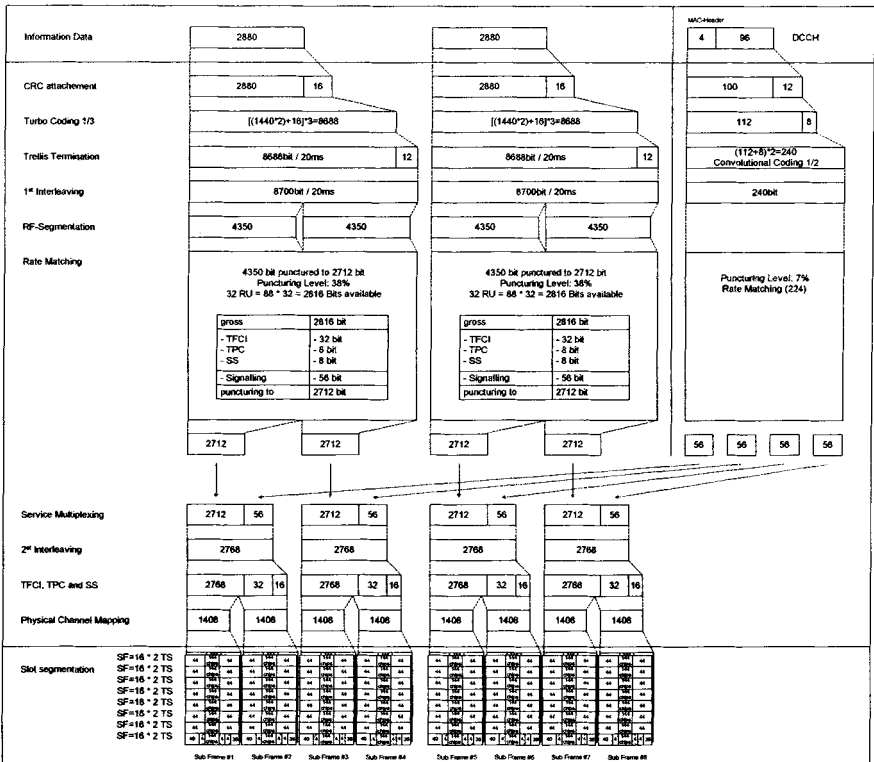 MAC-Header
Information Data 2880 2880 4 96 DCCH
CRC attachement 2880 16 2880 16 100 12
Turbo Coding 1/3 [(1440*2)+16]*3=8688 [(1440*2)+16]*3=8688 112 8
Trellis Termination 8688bit / 20ms 12 8688bit / 20ms 12 (112+8)*2=240
Convolutional Coding 1/2
1st Interleaving 8700bit / 20ms 8700bit / 20ms 240bit
RF-Segmentation 4350 4350 4350 4350
Rate Matching
4350 bit punctured to 2712 bit
Puncturing Level: 38%
32 RU = 88 * 32 = 2816 Bits available
gross 2816 bit
- TFCI - 32 bit
- TPC - 8 bit
- SS - 8 bit
- Signalling - 56 bit
puncturing to 2712 bit
4350 bit punctured to 2712 bit
Puncturing Level: 38%
32 RU = 88 * 32 = 2816 Bits available
gross 2816 bit
- TFCI - 32 bit
- TPC - 8 bit
- SS - 8 bit
- Signalling - 56 bit
puncturing to 2712 bit
Puncturing Level: 7%
Rate Matching (224)
2712 2712 2712 2712 56 56 56 56
Service Multiplexing 2712 56 2712 56 2712 56 2712 56
2nd Interleaving 2768 2768 2768 2768
TFCI, TPC and SS 2768 32 16 2768 32 16 2768 32 16 2768 32 16
Physical Channel Mapping 1408 1408 1408 1408 1408 1408 1408 1408
Slot segmentation
SF=16 * 2 TS
SF=16 * 2 TS
SF=16 * 2 TS
SF=16 * 2 TS
SF=16 * 2 TS
SF=16 * 2 TS
SF=16 * 2 TS
SF=16 * 2 TS
Sub Frame #1 Sub Frame #2 Sub Frame #3 Sub Frame #4 Sub Frame #5 Sub Frame #6 Sub Frame #7 Sub Frame #8